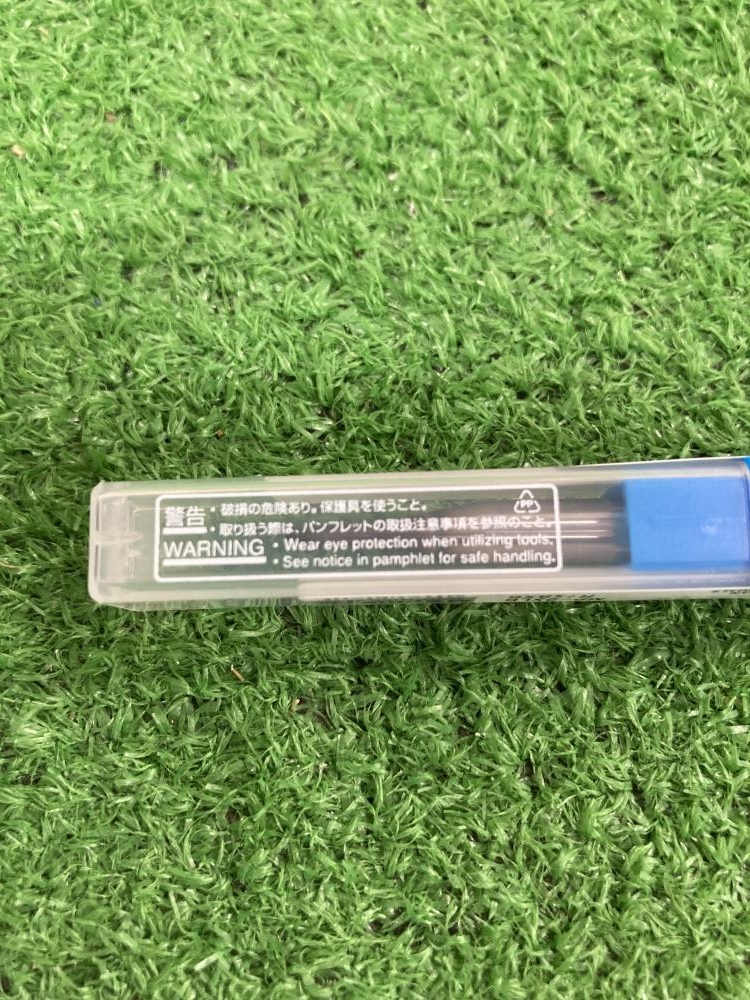 警告
・破損の危険あり。保護具を使うこと。
・取り扱う際は、パンフレットの取扱注意事項を参照のこと。
WARNING
・Wear eye protection when utilizing tools.
・See notice in pamphlet for safe handling.
PP